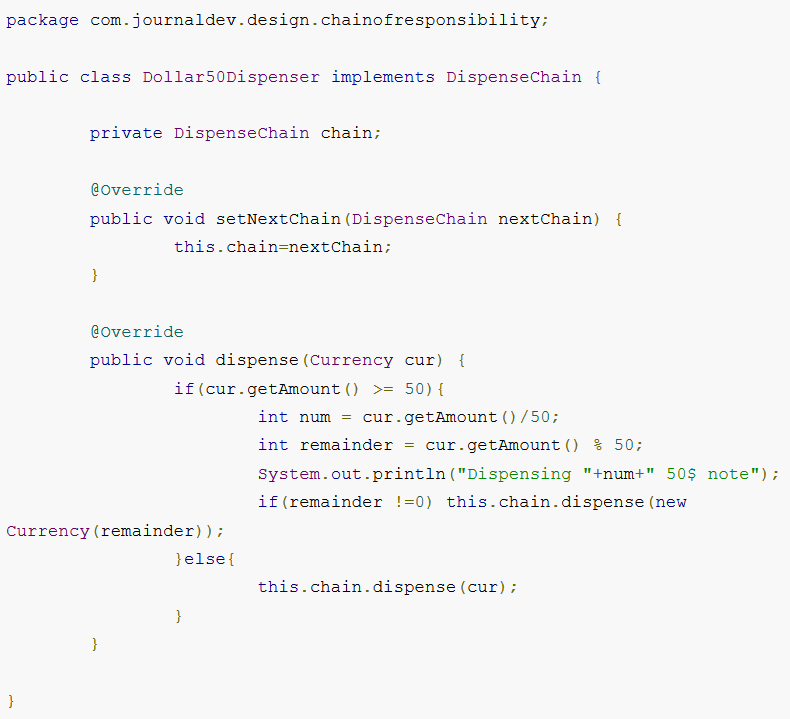 package com.journaldev.design.chainofresponsibility;
public class Dollar50Dispenser implements DispenseChain {
private DispenseChain chain;
@Override
public void setNextChain(DispenseChain nextChain) {
this.chain=nextChain;
}
@Override
public void dispense(Currency cur) {
if(cur.getAmount() >= 50){
int num = cur.getAmount()/50;
int remainder = cur.getAmount() % 50;
System.out.println("Dispensing "+num+" 50$ note");
if(remainder !=0) this.chain.dispense(new
Currency(remainder));
}else{
this.chain.dispense(cur);
}
}
}